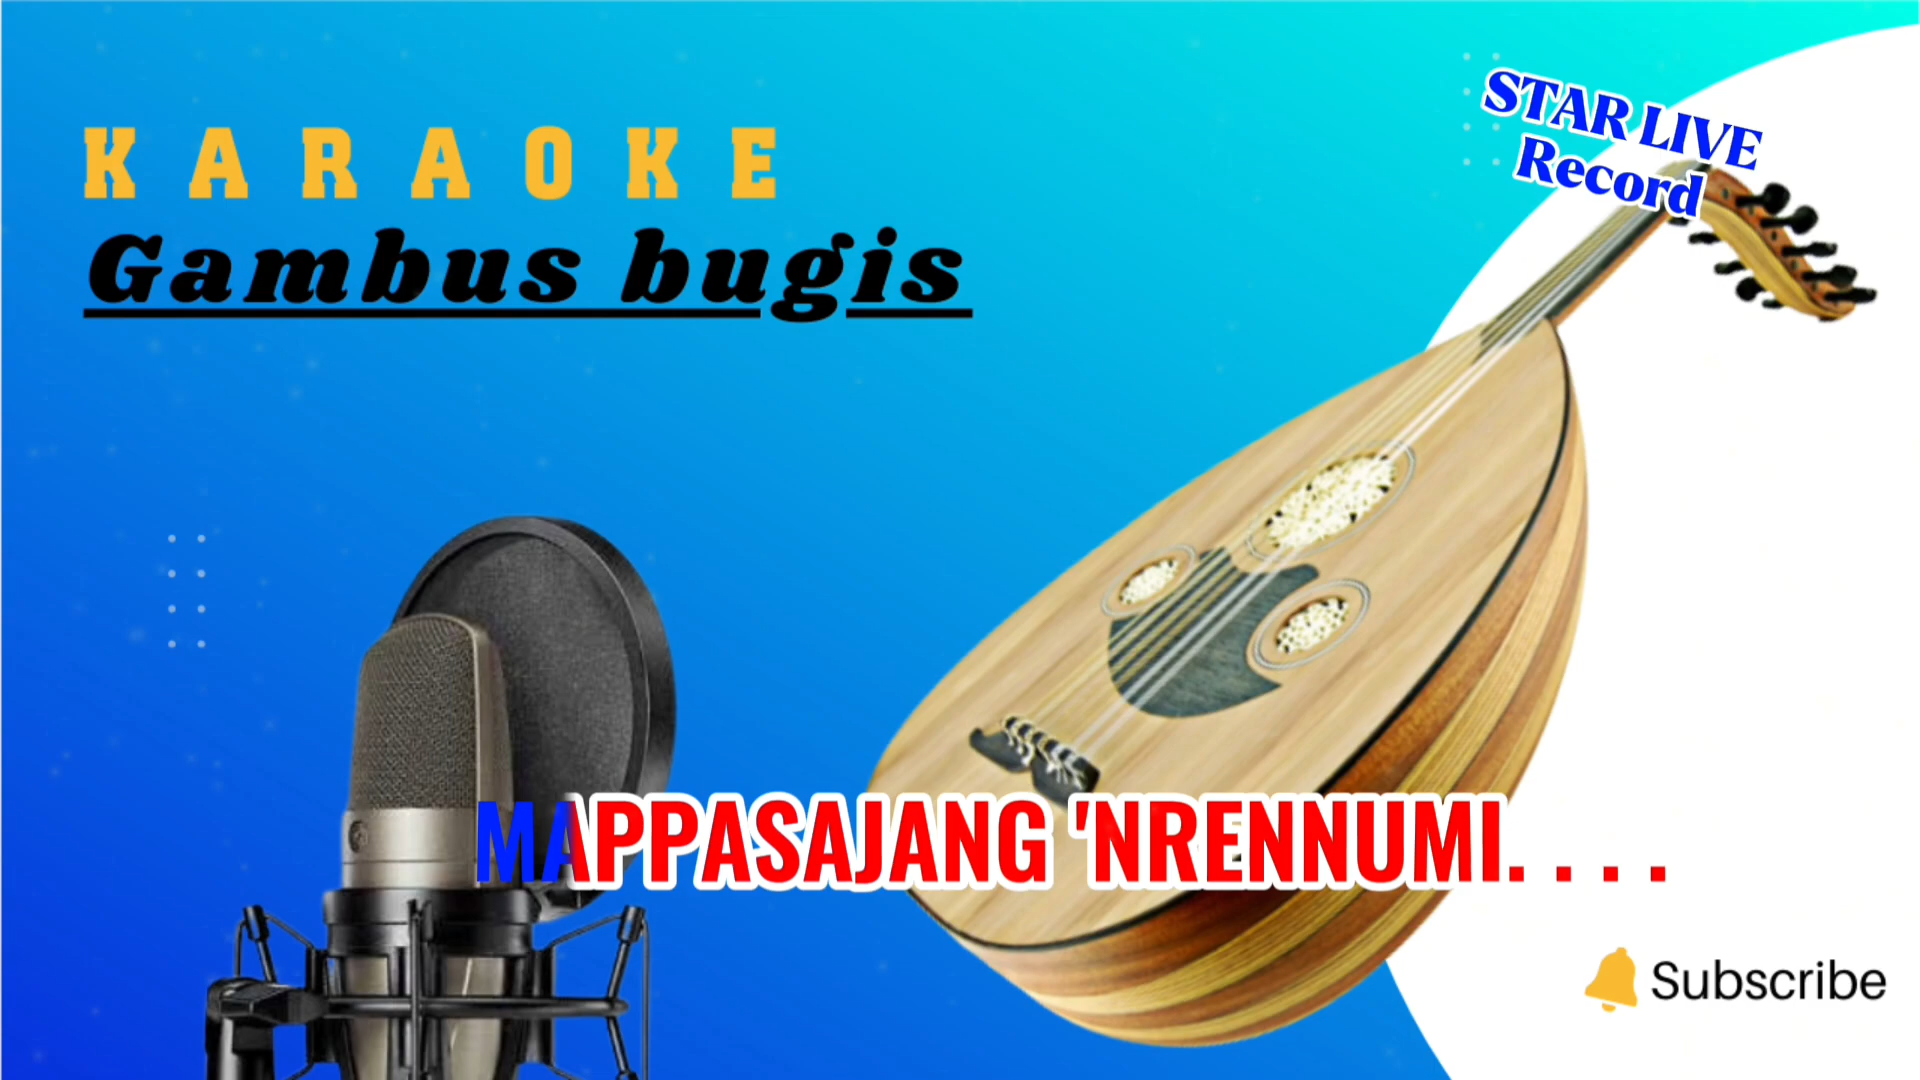 KARAOKE
Gambus bugis
STAR LIVE
Record
MAPPASAJANG 'NRENNUMI. . . .
Subscribe